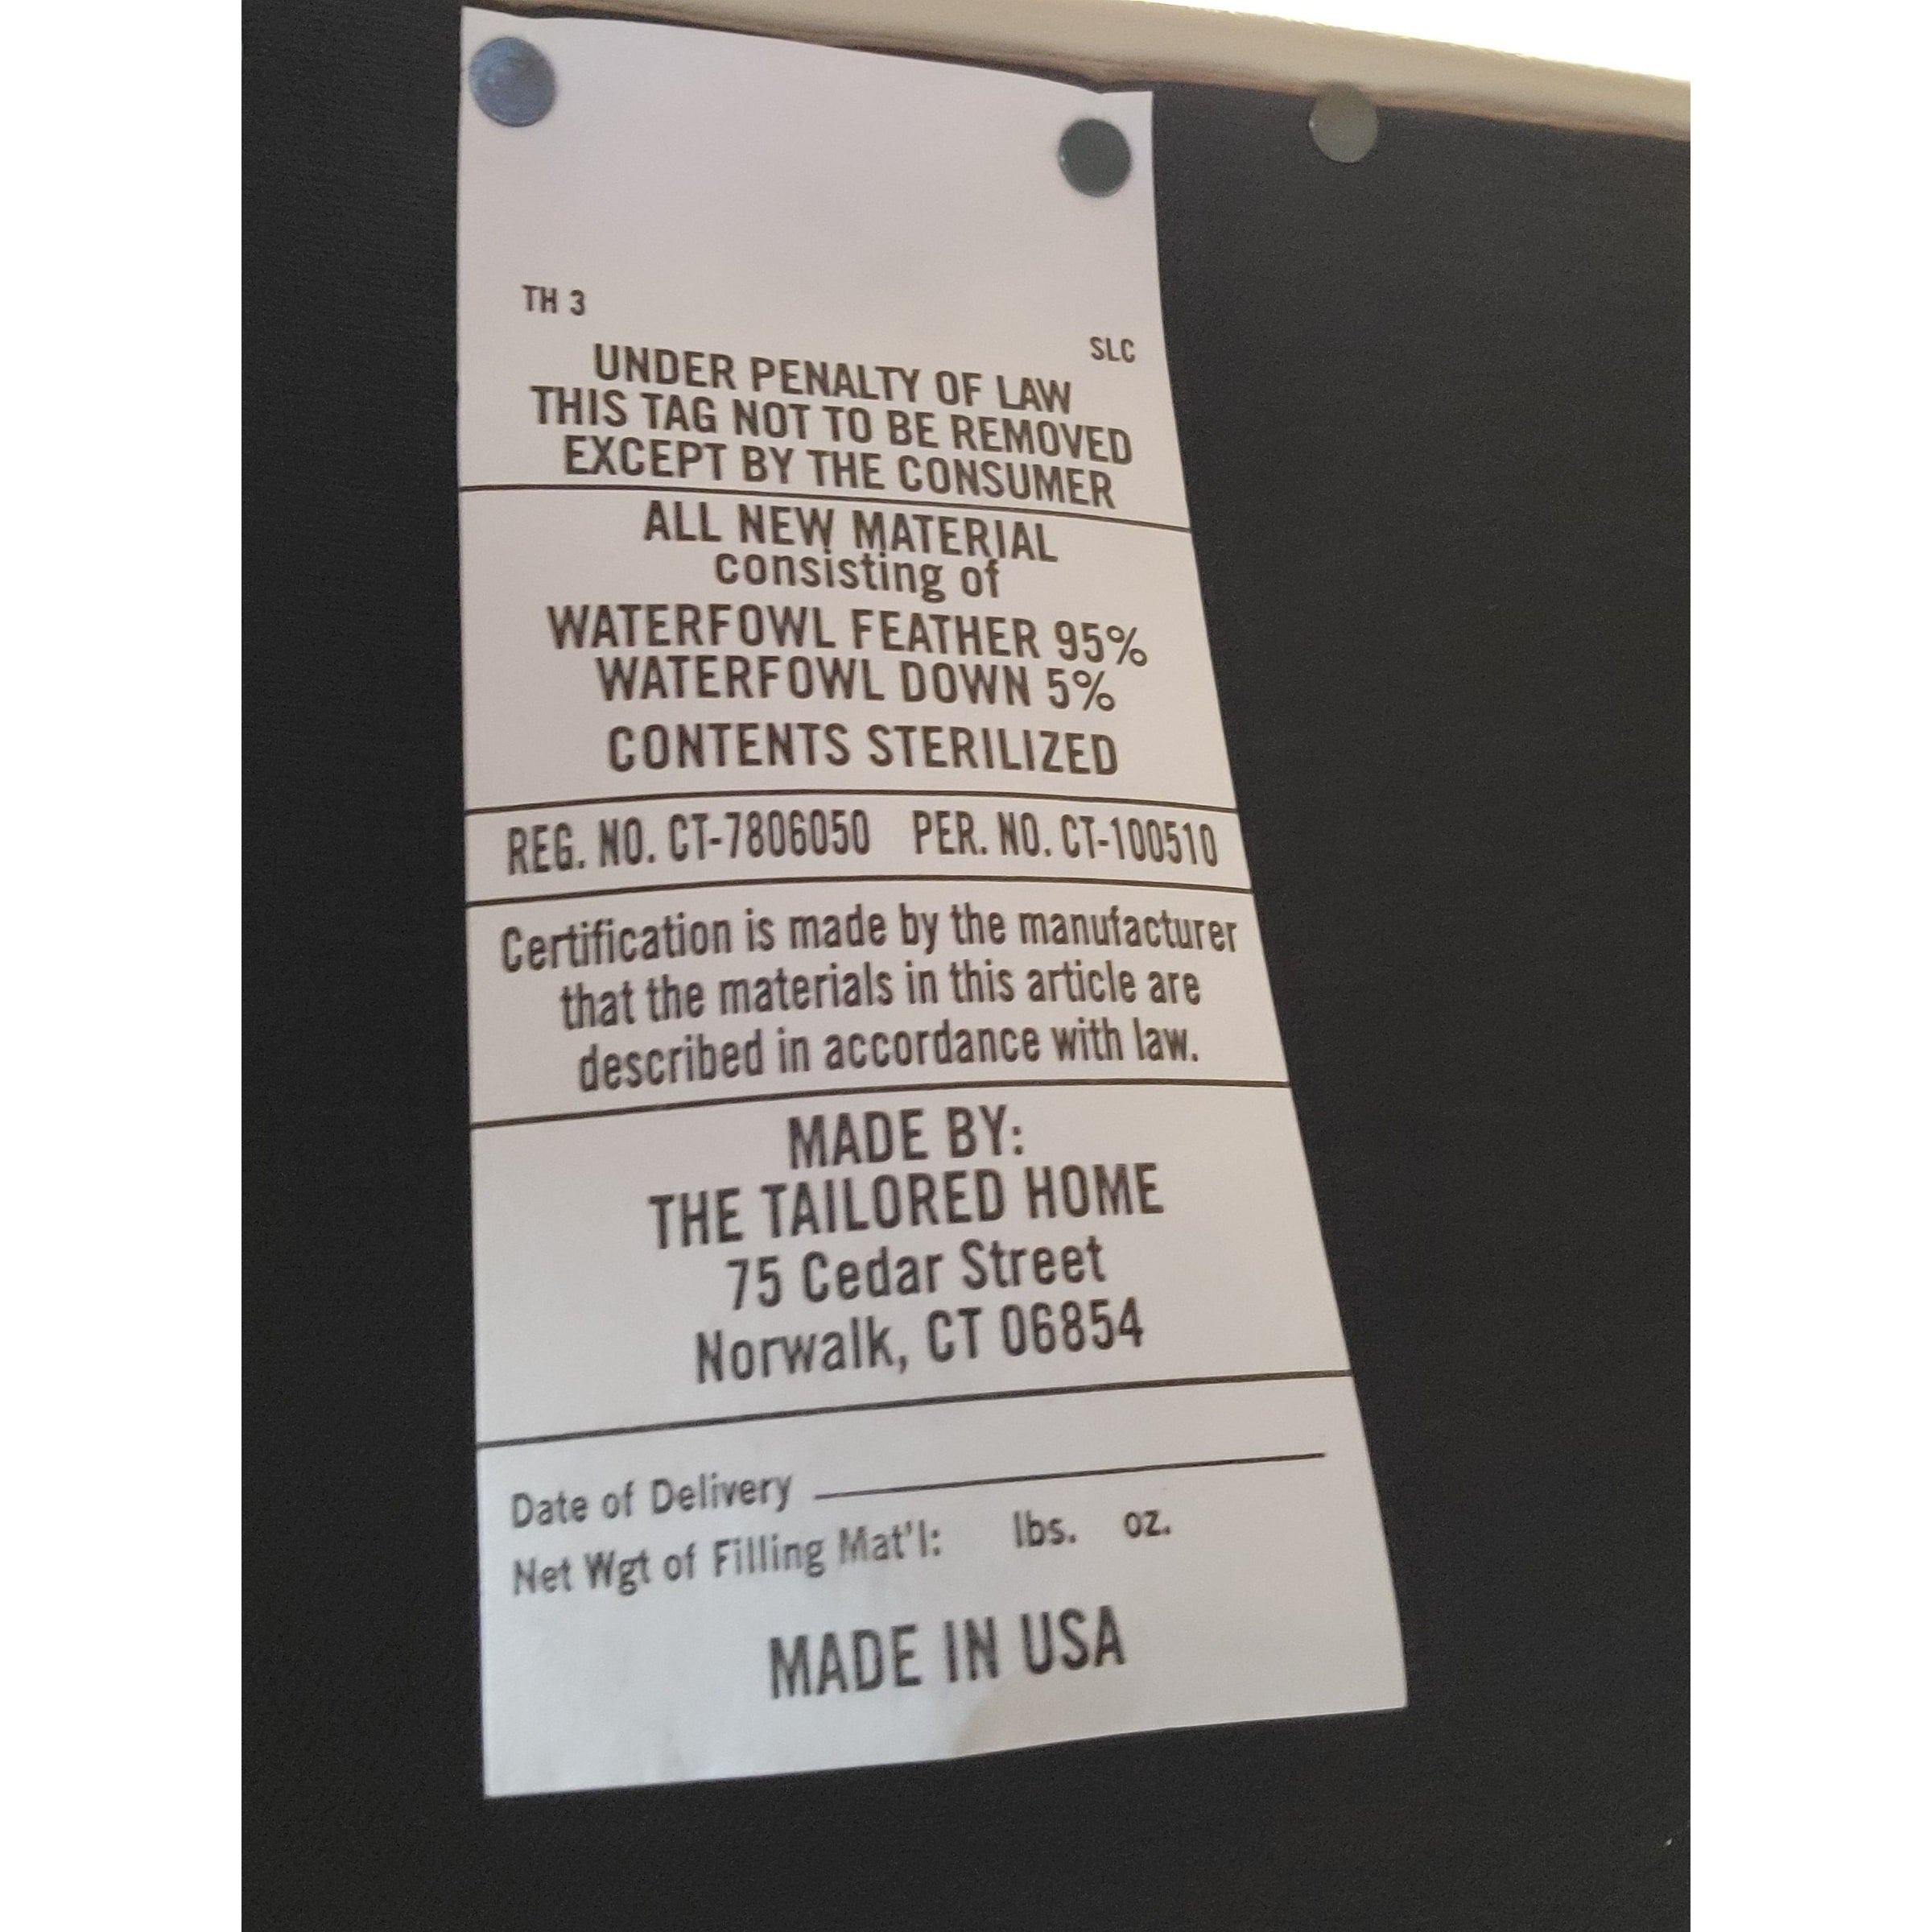 TH 3
SLC
UNDER PENALTY OF LAW
THIS TAG NOT TO BE REMOVED
EXCEPT BY THE CONSUMER
ALL NEW MATERIAL
consisting of
WATERFOWL FEATHER 95%
WATERFOWL DOWN 5%
CONTENTS STERILIZED
REG. NO. CT-7806050 PER. NO. CT-100510
Certification is made by the manufacturer
that the materials in this article are
described in accordance with law.
MADE BY:
THE TAILORED HOME
75 Cedar Street
Norwalk, CT 06854
Date of Delivery
Net Wgt of Filling Mat'l: lbs. oz.
MADE IN USA